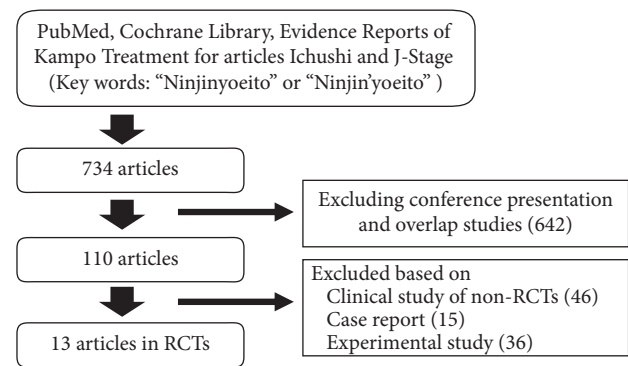 PubMed, Cochrane Library, Evidence Reports of
Kampo Treatment for articles Ichushi and J-Stage
(Key words: “Ninjinyoeito” or “Ninjin’yoeito” )
734 articles
Excluding conference presentation
and overlap studies (642)
110 articles
Excluded based on
Clinical study of non-RCTs (46)
Case report (15)
Experimental study (36)
13 articles in RCTs